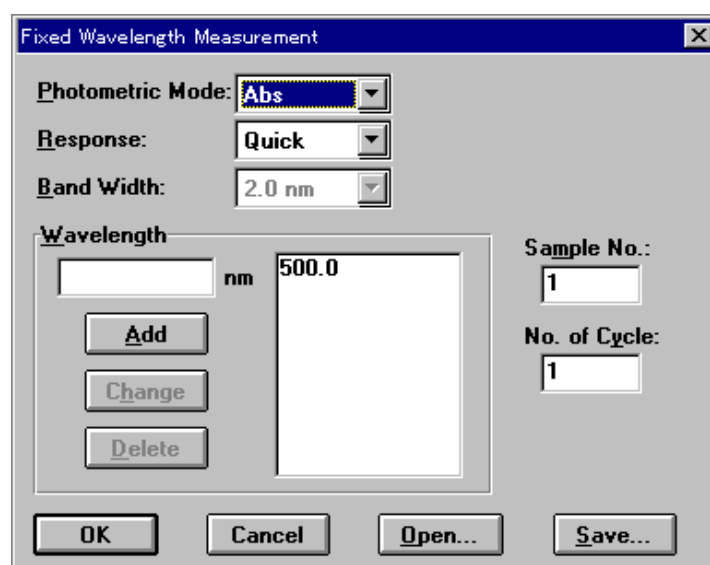 Fixed Wavelength Measurement
Photometric Mode: Abs
Response: Quick
Band Width: 2.0 nm
Wavelength
nm
500.0
Add
Change
Delete
Sample No.:
1
No. of Cycle:
1
OK Cancel Open... Save...